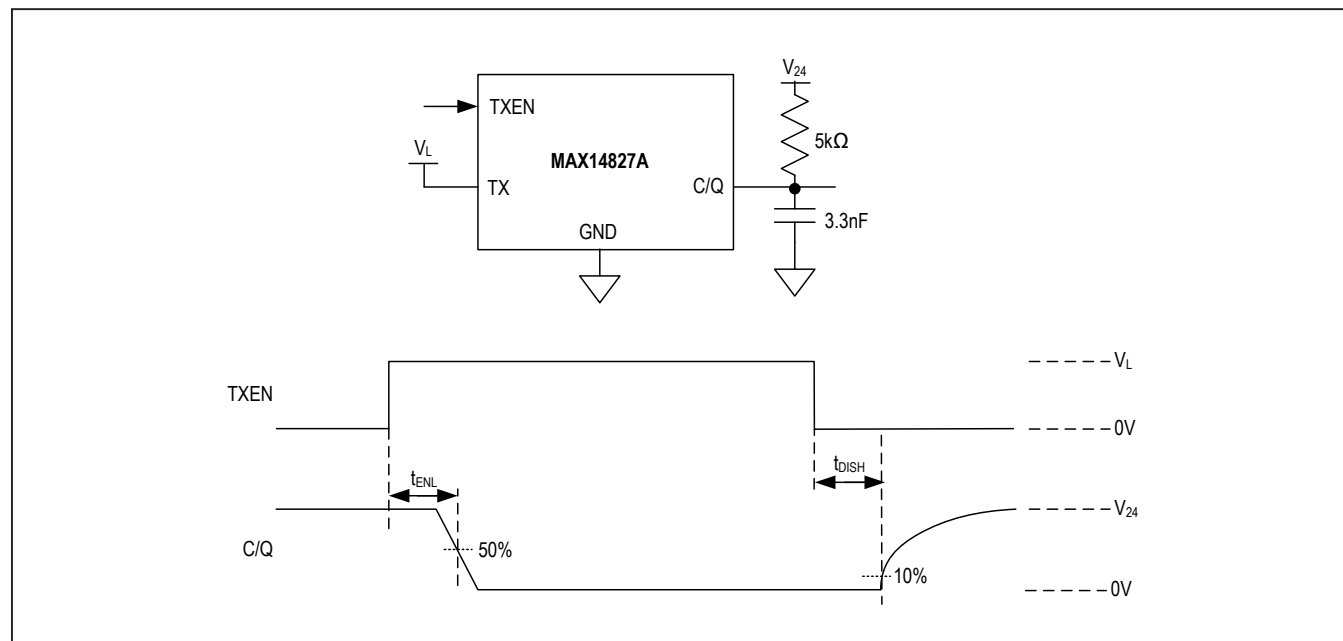 V24
TXEN
5kΩ
VL
MAX14827A
TX
C/Q
3.3nF
GND
VL
TXEN
0V
tENL
tDISH
V24
C/Q
50%
10%
0V